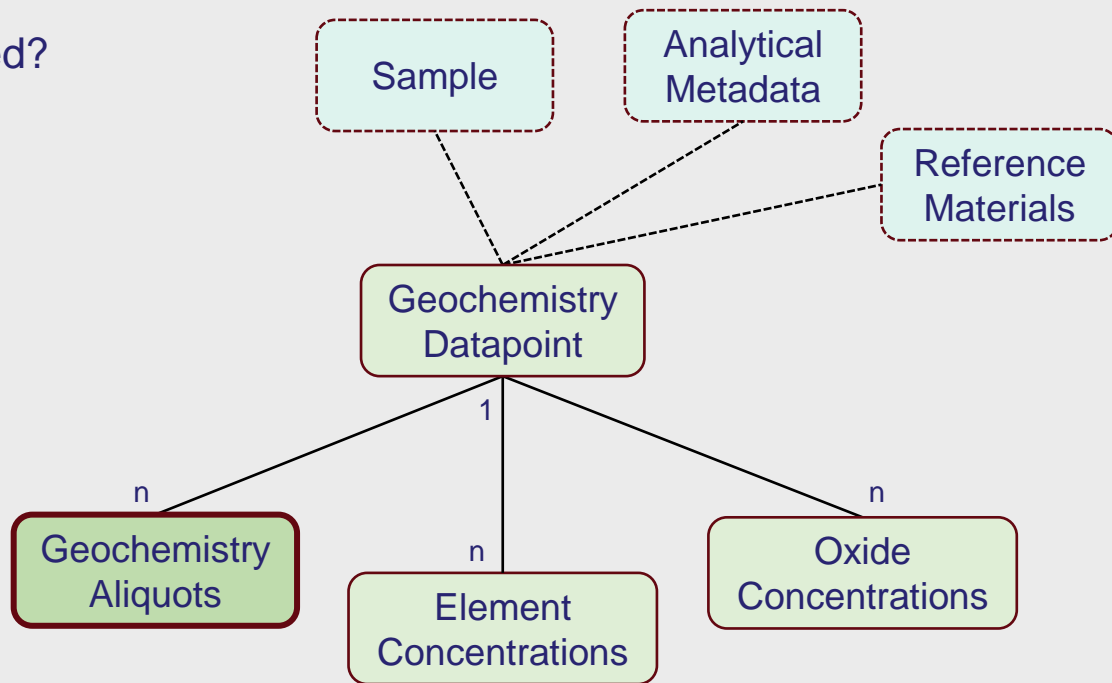 Sample
Analytical
Metadata
Reference
Materials
Geochemistry
Datapoint
1
n
n
n
Geochemistry
Aliquots
Element
Concentrations
Oxide
Concentrations